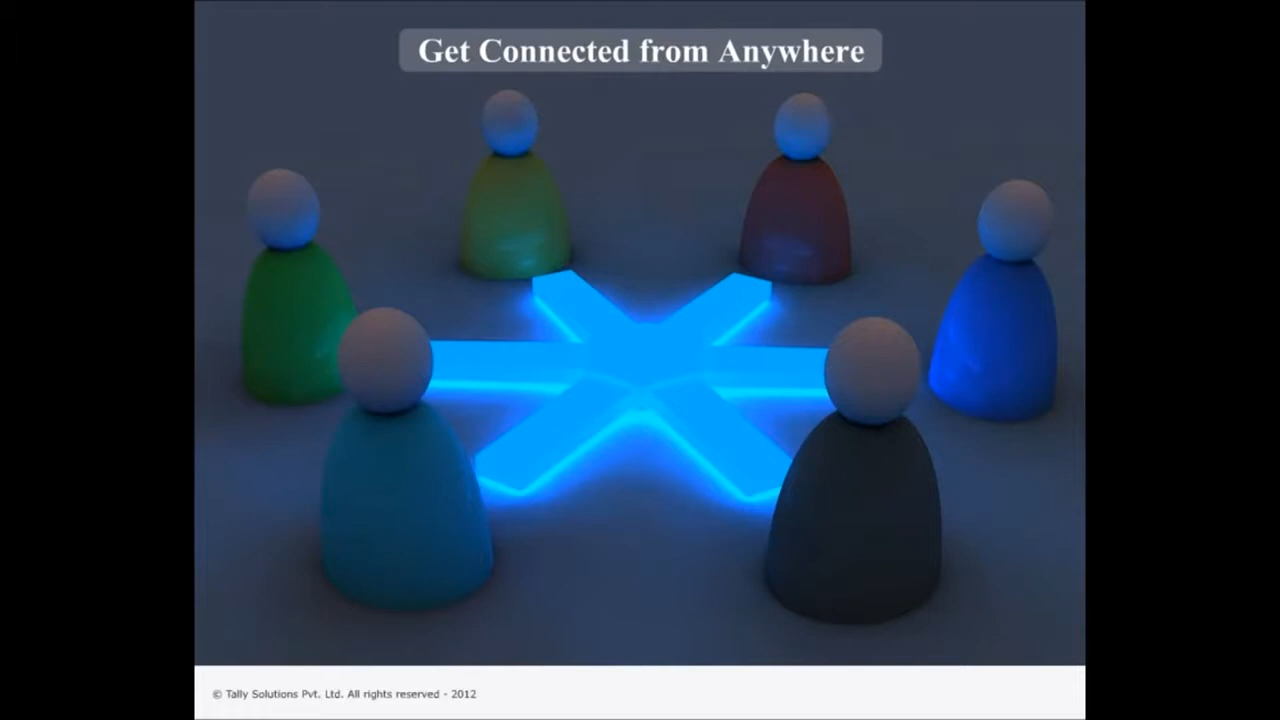 Get Connected from Anywhere
© Tally Solutions Pvt. Ltd. All rights reserved - 2012